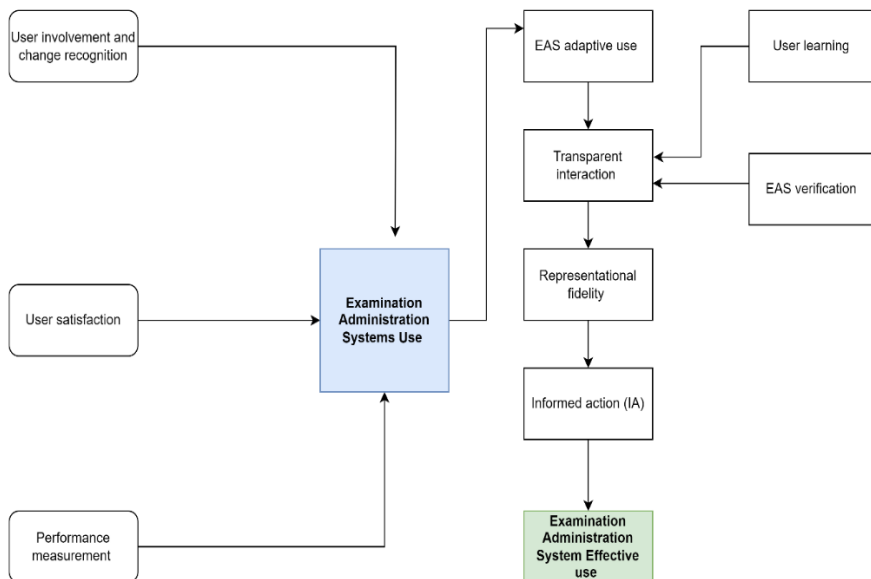 User involvement and
change recognition
EAS adaptive use
User learning
Transparent
interaction
EAS verification
Representational
fidelity
User satisfaction
Examination
Administration
Systems Use
Informed action (IA)
Performance
measurement
Examination
Administration
System Effective
use